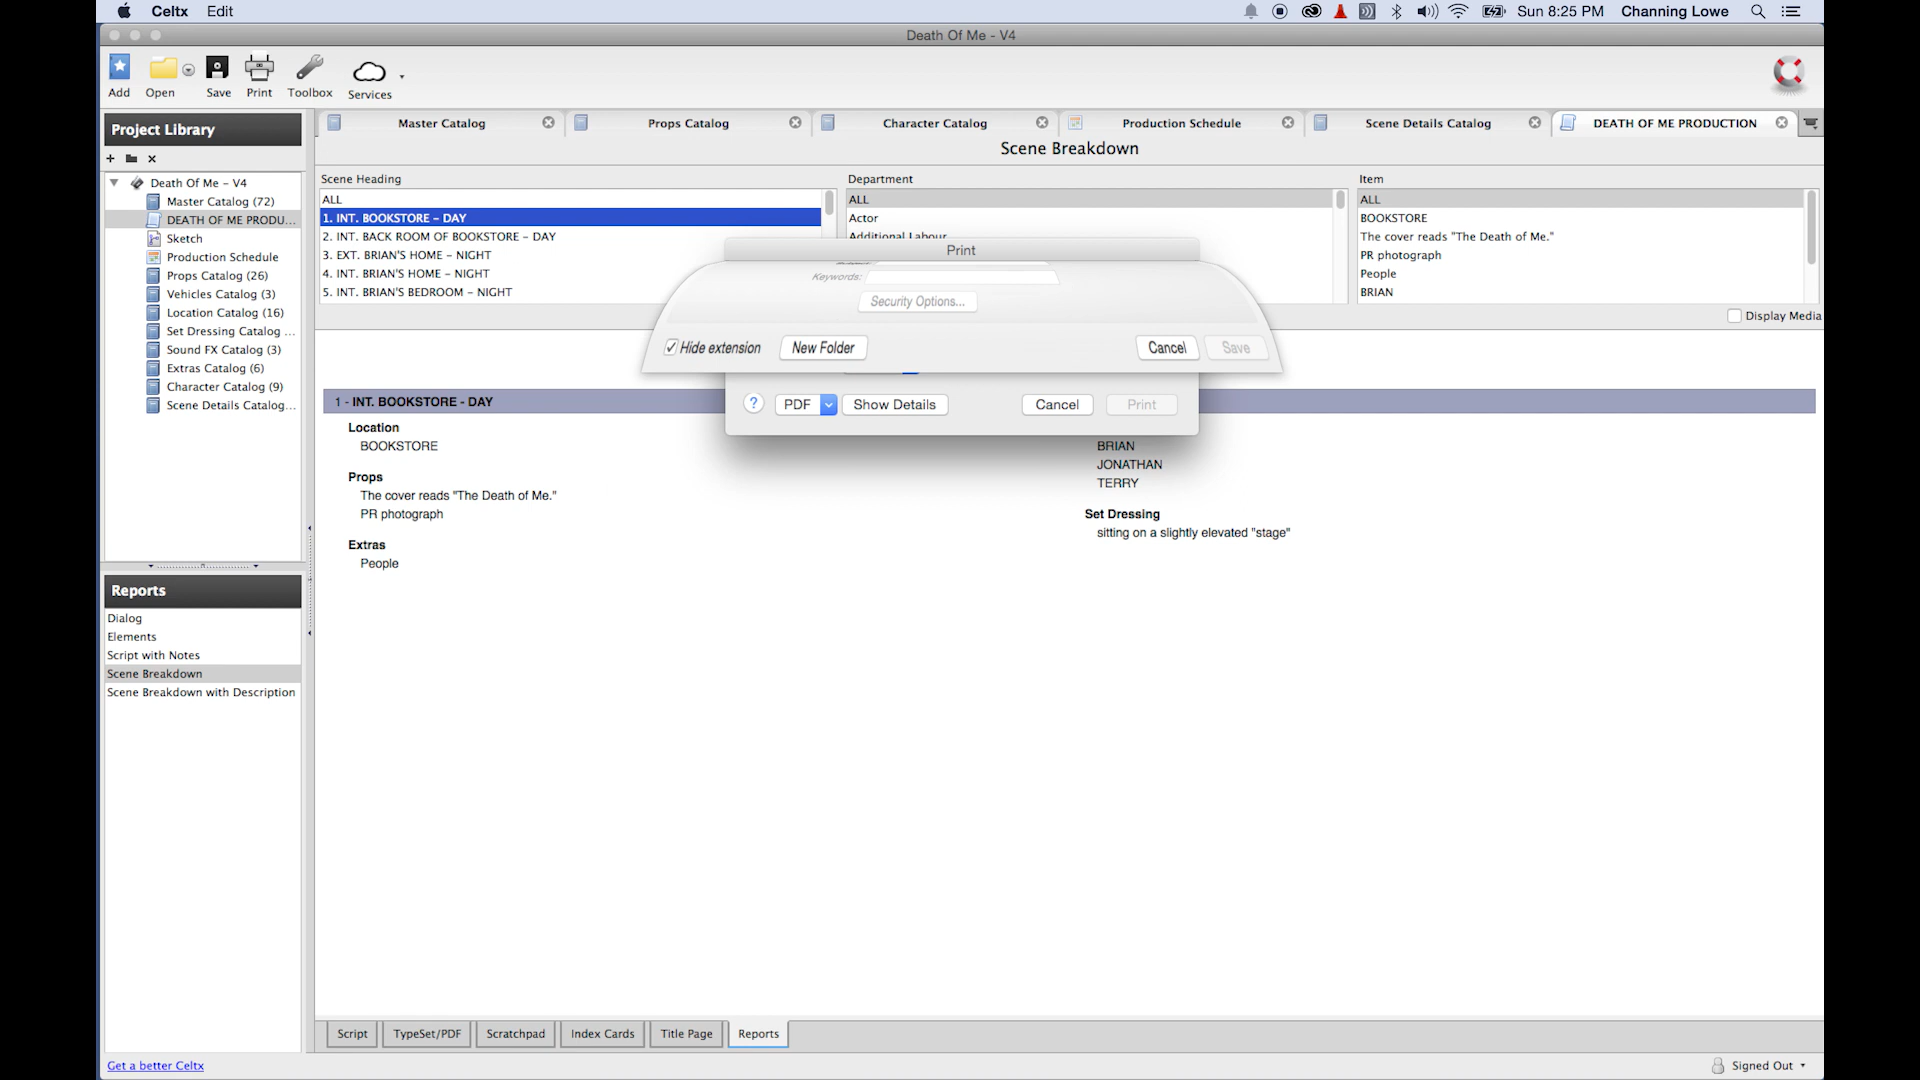 Celtx Edit Sun 8:25 PM Channing Lowe
Death Of Me - V4
Add Open Save Print Toolbox Services
Project Library
Master Catalog Props Catalog Character Catalog Production Schedule Scene Details Catalog DEATH OF ME PRODUCTION
Scene Breakdown
Death Of Me - V4
Master Catalog (72)
DEATH OF ME PRODU...
Sketch
Production Schedule
Props Catalog (26)
Vehicles Catalog (3)
Location Catalog (16)
Set Dressing Catalog ...
Sound FX Catalog (3)
Extras Catalog (6)
Character Catalog (9)
Scene Details Catalog...
Scene Heading
ALL
1. INT. BOOKSTORE - DAY
2. INT. BACK ROOM OF BOOKSTORE - DAY
3. EXT. BRIAN'S HOME - NIGHT
4. INT. BRIAN'S HOME - NIGHT
5. INT. BRIAN'S BEDROOM - NIGHT
Department
ALL
Actor
Additional Labour
Item
ALL
BOOKSTORE
The cover reads "The Death of Me."
PR photograph
People
BRIAN
Display Media
Print
Keywords:
Security Options...
Hide extension New Folder Cancel Save
? PDF Show Details Cancel Print
1 - INT. BOOKSTORE - DAY
Location
BOOKSTORE
Props
The cover reads "The Death of Me."
PR photograph
Extras
People
BRIAN
JONATHAN
TERRY
Set Dressing
sitting on a slightly elevated "stage"
Reports
Dialog
Elements
Script with Notes
Scene Breakdown
Scene Breakdown with Description
Script TypeSet/PDF Scratchpad Index Cards Title Page Reports
Get a better Celtx Signed Out